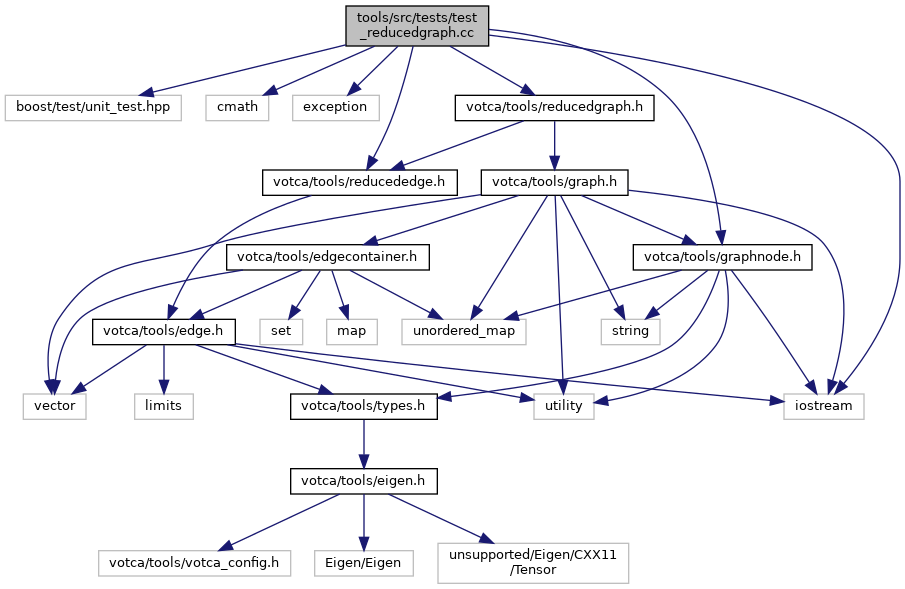 tools/src/tests/test
_reducedgraph.cc
boost/test/unit_test.hpp
cmath
exception
votca/tools/reducedgraph.h
votca/tools/reducededge.h
votca/tools/graph.h
votca/tools/edgecontainer.h
votca/tools/graphnode.h
votca/tools/edge.h
set
map
unordered_map
string
vector
limits
votca/tools/types.h
utility
iostream
votca/tools/eigen.h
votca/tools/votca_config.h
Eigen/Eigen
unsupported/Eigen/CXX11
/Tensor